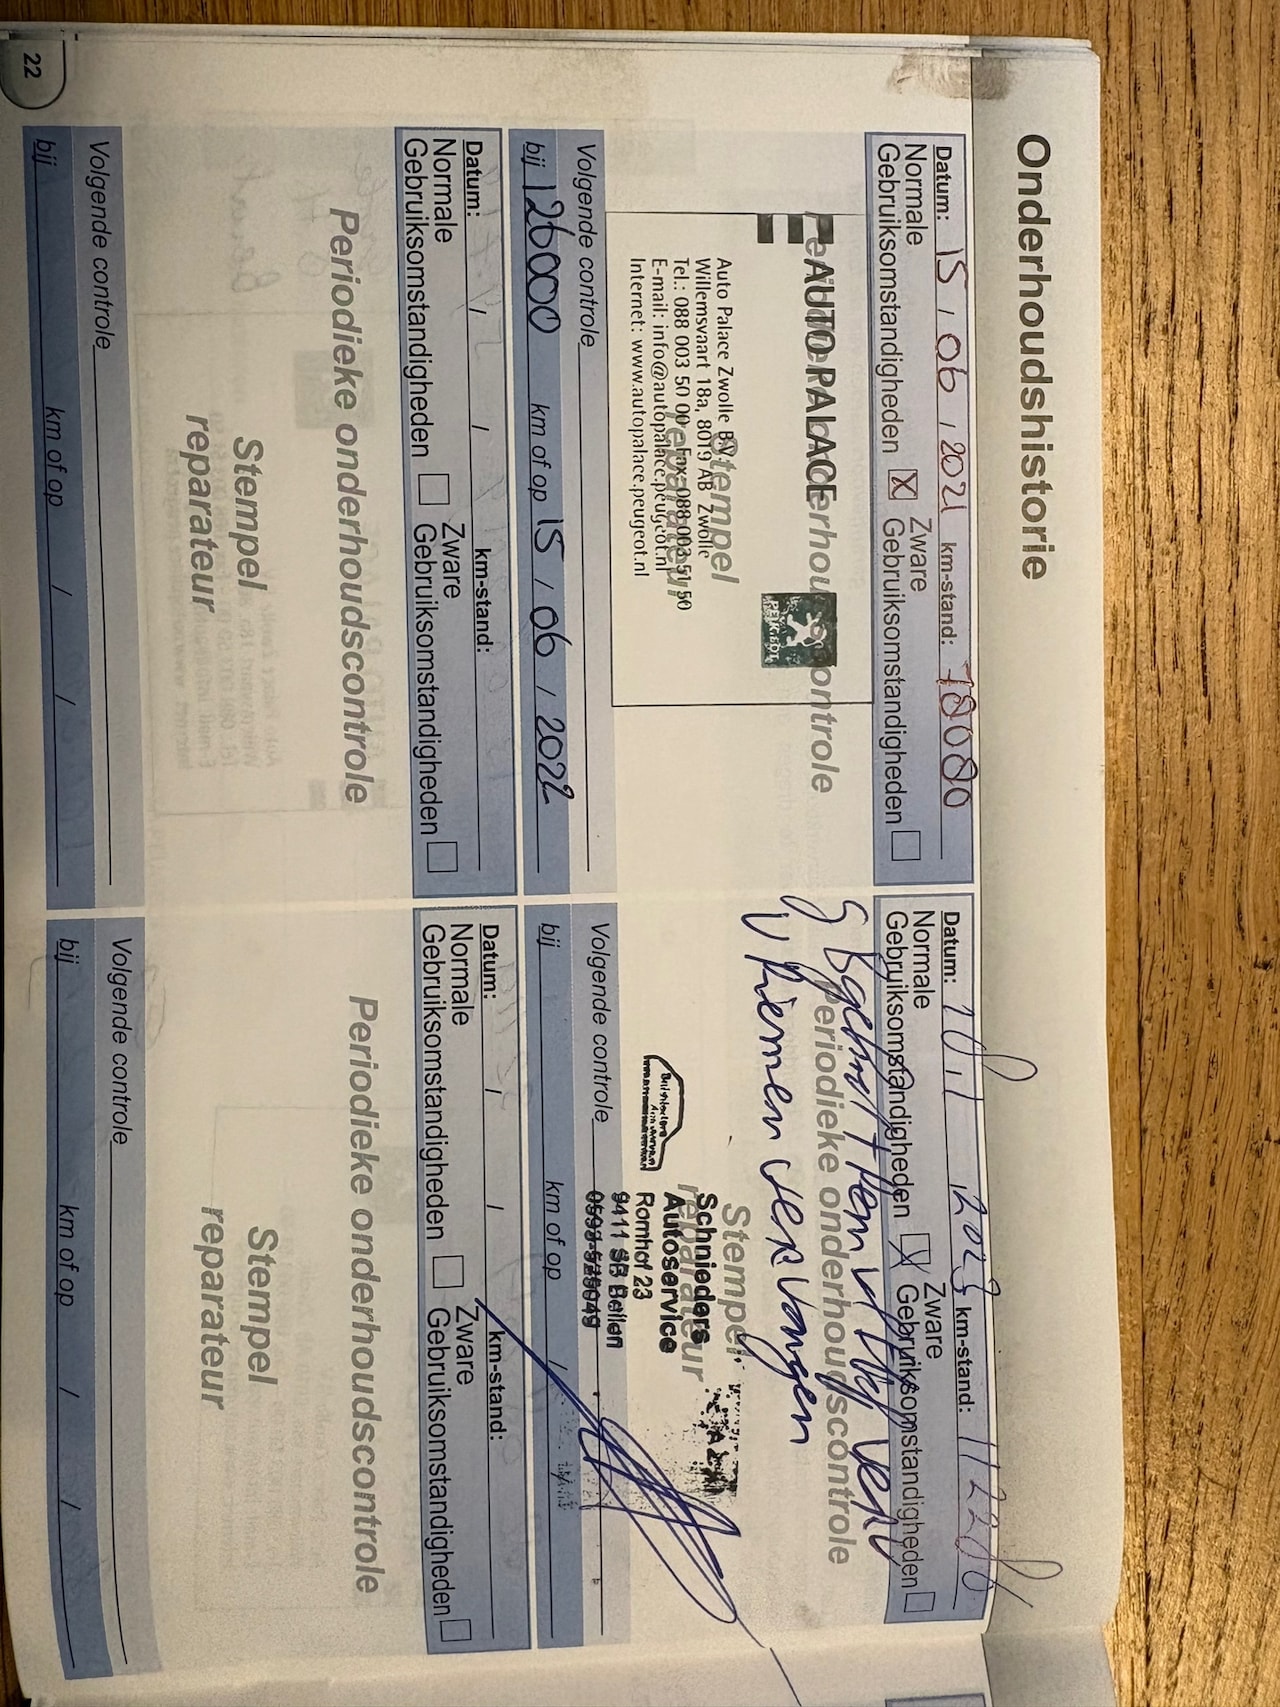 Onderhoudshistorie
Datum: 15 / 06 / 2021 km-stand: 78080
Normale Gebruiksomstandigheden X Zware Gebruiksomstandigheden
Periodieke onderhoudscontrole
AUTO PALACE
PEUGEOT
Stempel
reparateur
Auto Palace Zwolle B.V.
Willemsvaart 18a, 8019 AB Zwolle
Tel.: 088 003 50 00 Fax: 088 003 51 50
E-mail: info@autopalace.peugeot.nl
Internet: www.autopalace.peugeot.nl
Volgende controle
bij 126000 km of op 15 / 06 / 2022
Datum: / / 2023 km-stand:
Normale Gebruiksomstandigheden X Zware Gebruiksomstandigheden
Periodieke onderhoudscontrole
riemen vervangen
Stempel
reparateur
Schnieders
Autoservice
Romhof 23
9411 SB Beilen
Volgende controle
bij km of op /
Datum: / / km-stand:
Normale Gebruiksomstandigheden Zware Gebruiksomstandigheden
Periodieke onderhoudscontrole
Stempel
reparateur
Volgende controle
bij km of op / /
Datum: / / km-stand:
Normale Gebruiksomstandigheden Zware Gebruiksomstandigheden
Periodieke onderhoudscontrole
Stempel
reparateur
Volgende controle
bij km of op / /
22